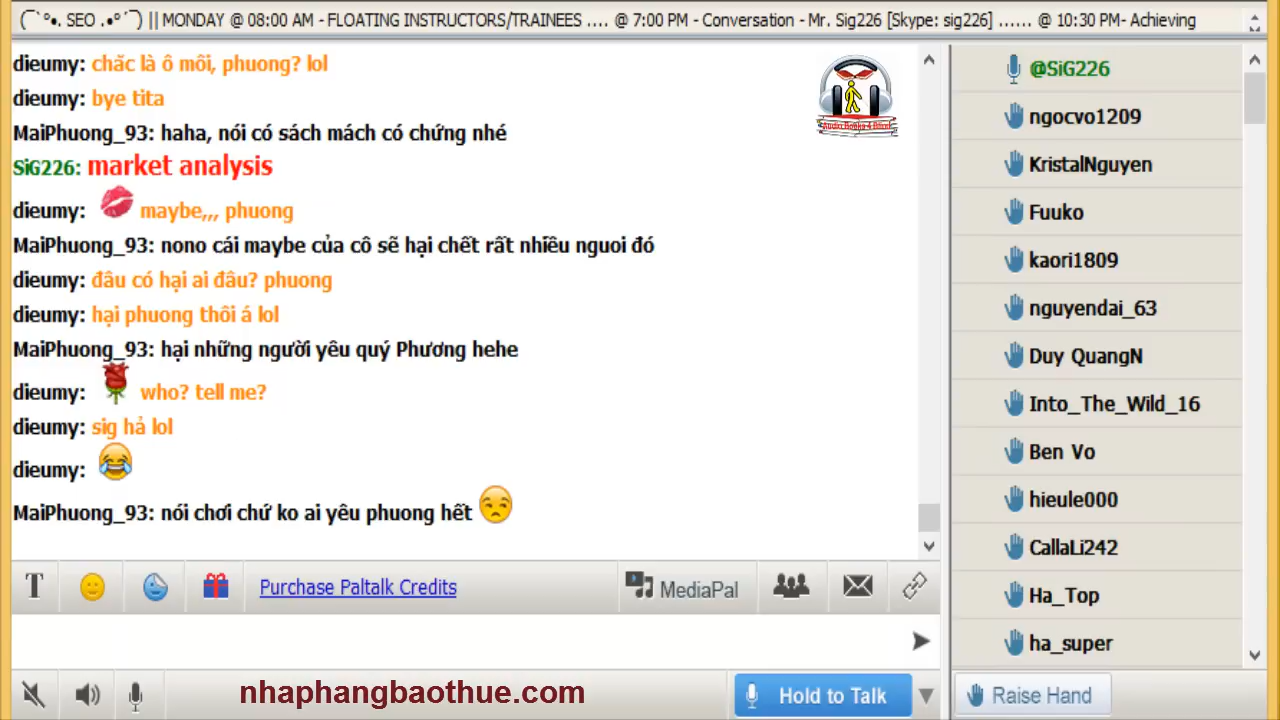 (¯`°•. SEO .•°´¯) || MONDAY @ 08:00 AM - FLOATING INSTRUCTORS/TRAINEES .... @ 7:00 PM - Conversation - Mr. Sig226 [Skype: sig226] ...... @ 10:30 PM- Achieving
dieumy: chăc là ô môi, phuong? lol
dieumy: bye tita
MaiPhuong_93: haha, nói có sách mách có chứng nhé
SiG226: market analysis
dieumy: maybe,,, phuong
MaiPhuong_93: nono cái maybe của cô sẽ hại chết rất nhiều nguoi đó
dieumy: đâu có hại ai đâu? phuong
dieumy: hại phuong thôi á lol
MaiPhuong_93: hại những người yêu quý Phương hehe
dieumy: who? tell me?
dieumy: sig hả lol
dieumy:
MaiPhuong_93: nói chơi chứ ko ai yêu phuong hết
@SiG226
ngocvo1209
KristalNguyen
Fuuko
kaori1809
nguyendai_63
Duy QuangN
Into_The_Wild_16
Ben Vo
hieule000
CallaLi242
Ha_Top
ha_super
T
Purchase Paltalk Credits
MediaPal
nhaphangbaothue.com
Hold to Talk
Raise Hand